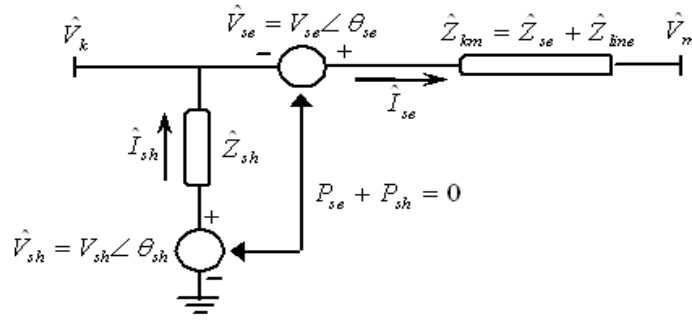 V̂_k
V̂_se = V_se∠θ_se
Ẑ_km = Ẑ_se + Ẑ_line
V̂_m
- +
Î_se
Î_sh
Ẑ_sh
P_se + P_sh = 0
+
V̂_sh = V_sh∠θ_sh
-